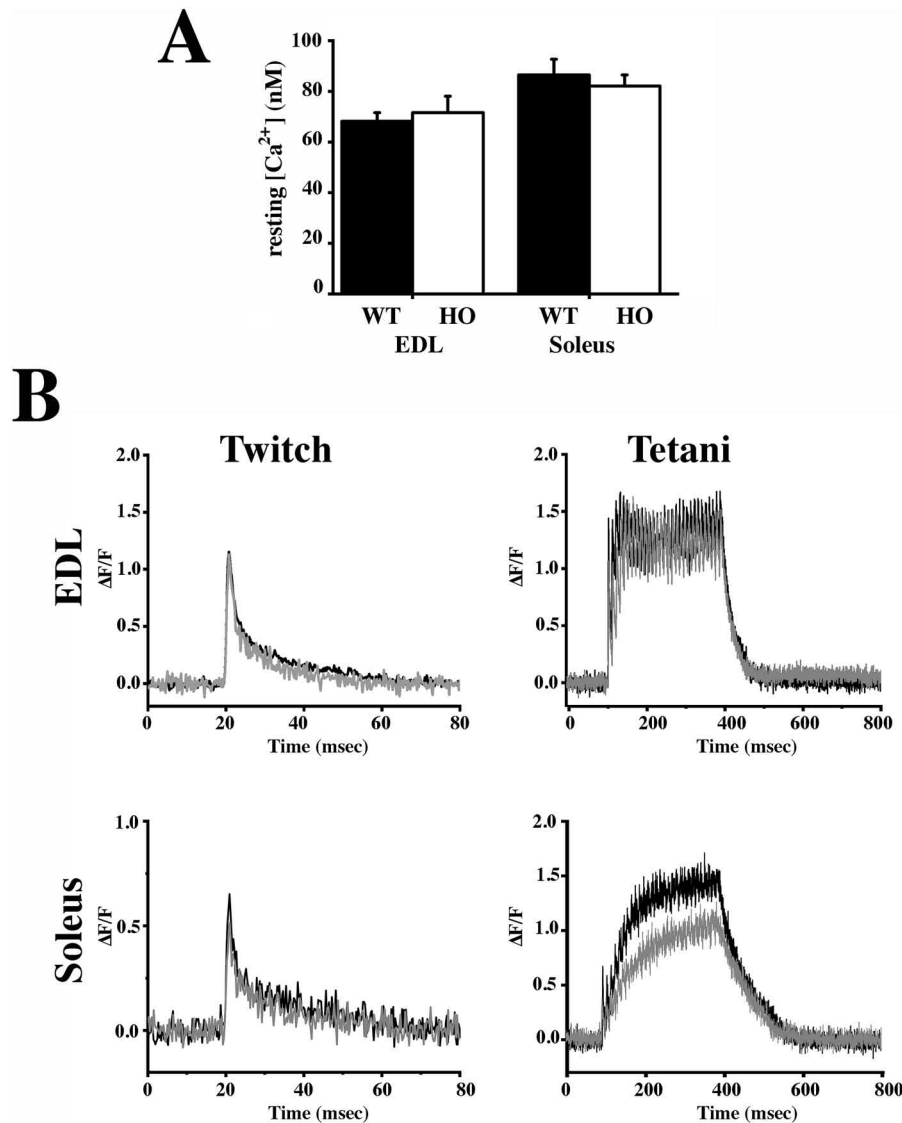 A
resting [Ca²⁺] (nM)
100
80
60
40
20
0
WT HO WT HO
EDL Soleus
B
Twitch Tetani
EDL
ΔF/F
2.0
1.5
1.0
0.5
0.0
0 20 40 60 80
Time (msec)
ΔF/F
2.0
1.5
1.0
0.5
0.0
0 200 400 600 800
Time (msec)
Soleus
ΔF/F
1.0
0.5
0.0
0 20 40 60 80
Time (msec)
ΔF/F
2.0
1.5
1.0
0.5
0.0
0 200 400 600 800
Time (msec)